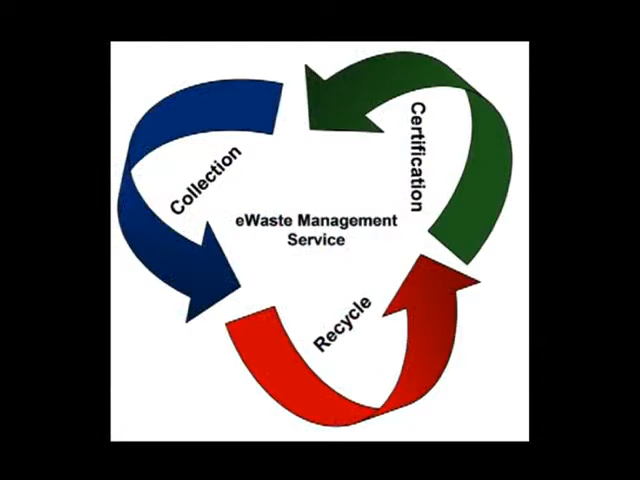 Collection
Certification
eWaste Management
Service
Recycle